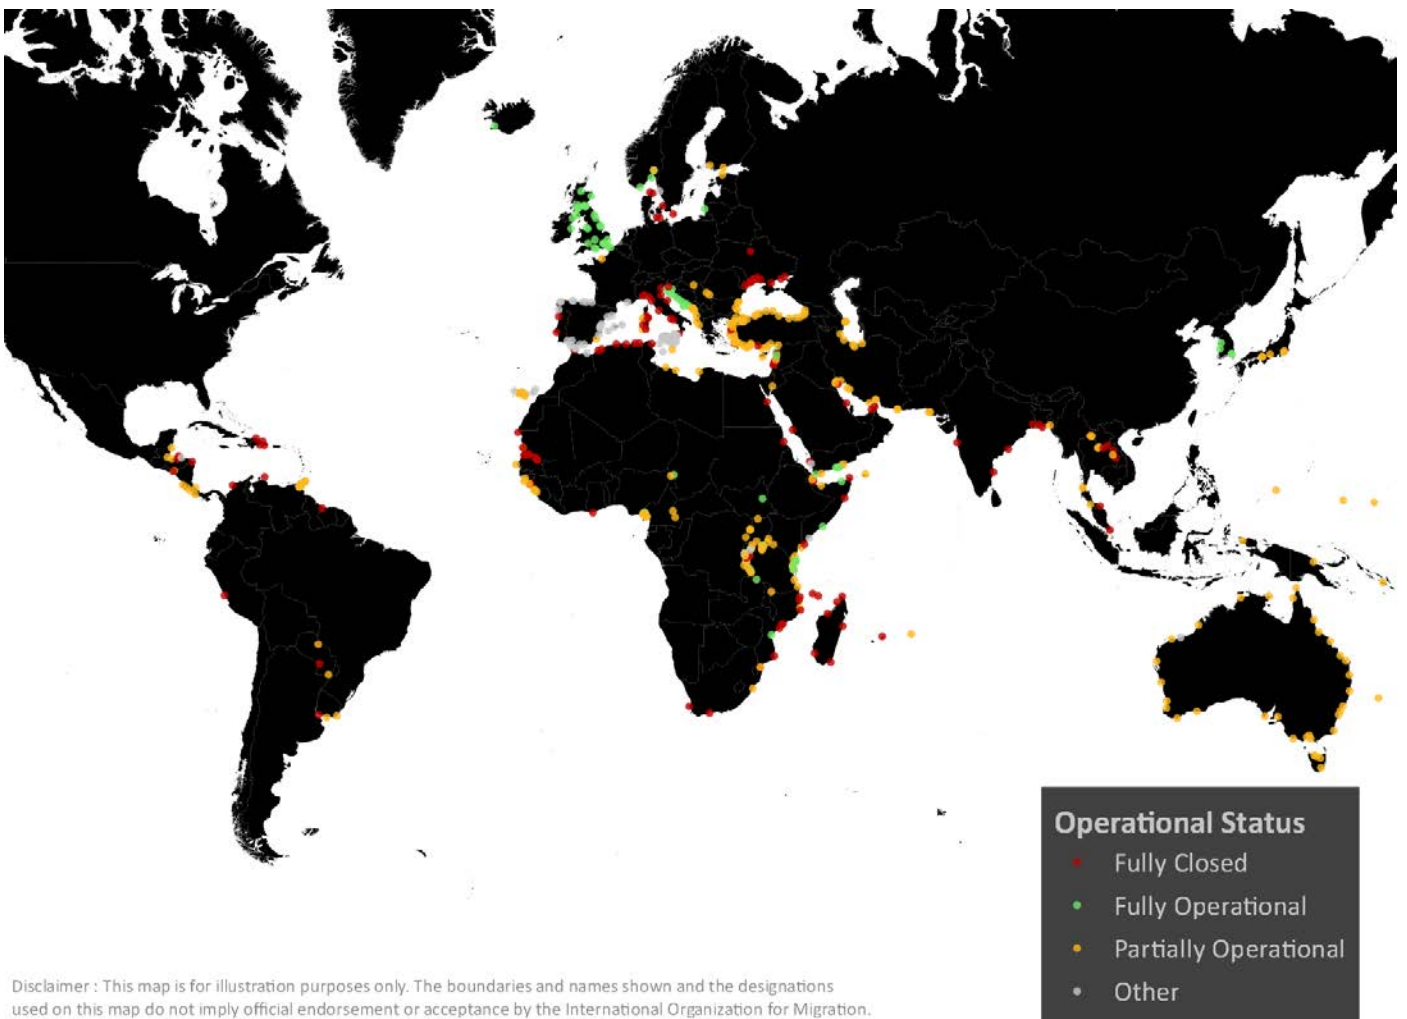 Operational Status
Fully Closed
Fully Operational
Partially Operational
Other
Disclaimer : This map is for illustration purposes only. The boundaries and names shown and the designations
used on this map do not imply official endorsement or acceptance by the International Organization for Migration.